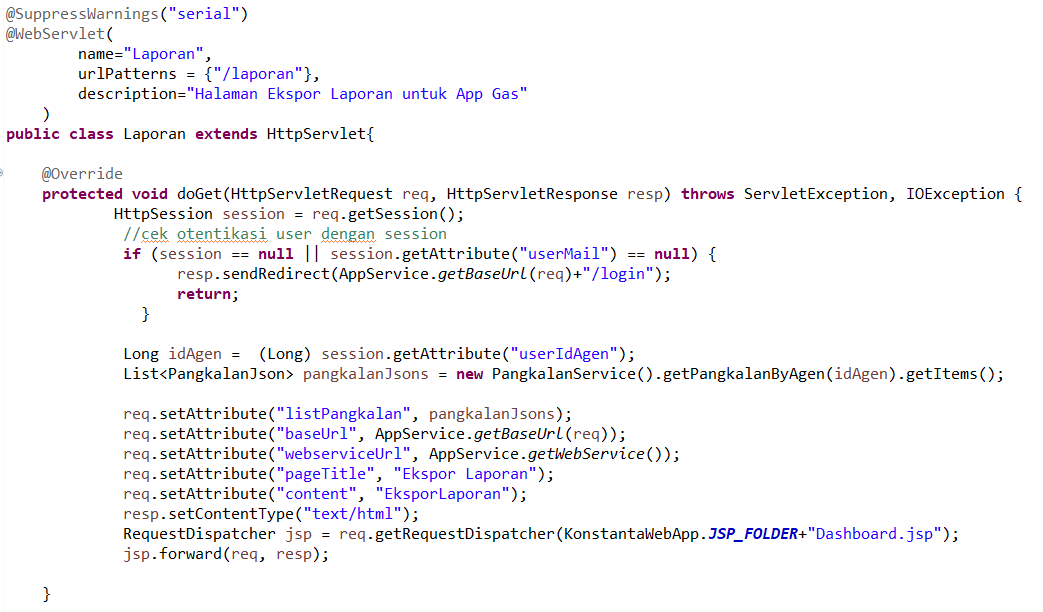 @SuppressWarnings("serial")
@WebServlet(
name="Laporan",
urlPatterns = {"/laporan"},
description="Halaman Ekspor Laporan untuk App Gas"
)
public class Laporan extends HttpServlet{
@Override
protected void doGet(HttpServletRequest req, HttpServletResponse resp) throws ServletException, IOException {
HttpSession session = req.getSession();
//cek otentikasi user dengan session
if (session == null || session.getAttribute("userMail") == null) {
resp.sendRedirect(AppService.getBaseUrl(req)+"/login");
return;
}
Long idAgen =  (Long) session.getAttribute("userIdAgen");
List<PangkalanJson> pangkalanJsons = new PangkalanService().getPangkalanByAgen(idAgen).getItems();
req.setAttribute("listPangkalan", pangkalanJsons);
req.setAttribute("baseUrl", AppService.getBaseUrl(req));
req.setAttribute("webserviceUrl", AppService.getWebService());
req.setAttribute("pageTitle", "Ekspor Laporan");
req.setAttribute("content", "EksporLaporan");
resp.setContentType("text/html");
RequestDispatcher jsp = req.getRequestDispatcher(KonstantaWebApp.JSP_FOLDER+"Dashboard.jsp");
jsp.forward(req, resp);
}